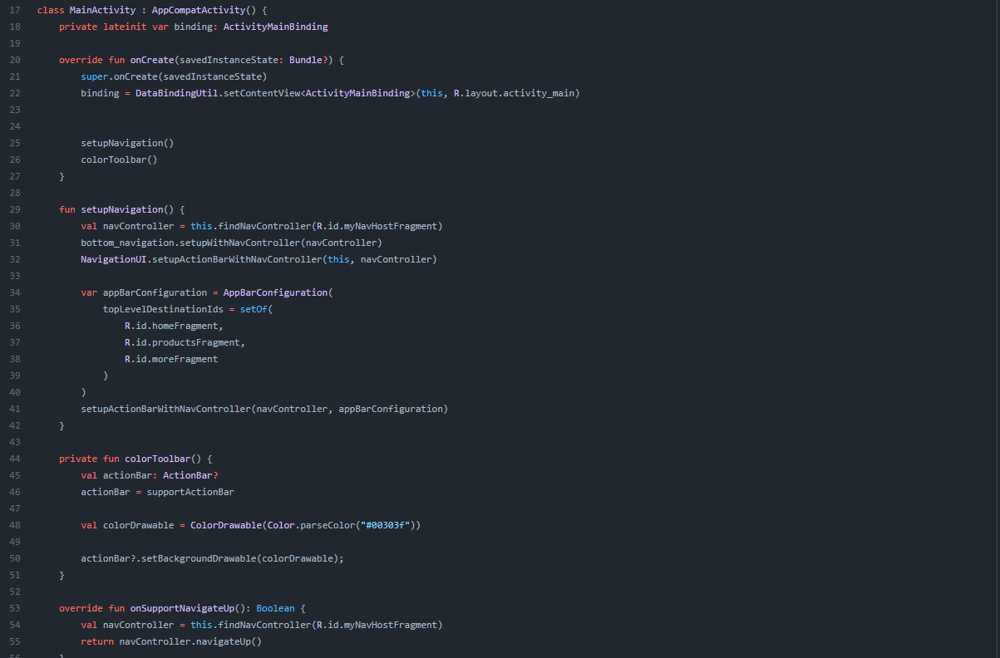 17 class MainActivity : AppCompatActivity() {
18     private lateinit var binding: ActivityMainBinding
19
20     override fun onCreate(savedInstanceState: Bundle?) {
21         super.onCreate(savedInstanceState)
22         binding = DataBindingUtil.setContentView<ActivityMainBinding>(this, R.layout.activity_main)
23
24
25         setupNavigation()
26         colorToolbar()
27     }
28
29     fun setupNavigation() {
30         val navController = this.findNavController(R.id.myNavHostFragment)
31         bottom_navigation.setupWithNavController(navController)
32         NavigationUI.setupActionBarWithNavController(this, navController)
33
34         var appBarConfiguration = AppBarConfiguration(
35             topLevelDestinationIds = setOf(
36                 R.id.homeFragment,
37                 R.id.productsFragment,
38                 R.id.moreFragment
39             )
40         )
41         setupActionBarWithNavController(navController, appBarConfiguration)
42     }
43
44     private fun colorToolbar() {
45         val actionBar: ActionBar?
46         actionBar = supportActionBar
47
48         val colorDrawable = ColorDrawable(Color.parseColor("#00303f"))
49
50         actionBar?.setBackgroundDrawable(colorDrawable);
51     }
52
53     override fun onSupportNavigateUp(): Boolean {
54         val navController = this.findNavController(R.id.myNavHostFragment)
55         return navController.navigateUp()
56     }